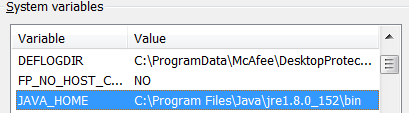 System variables
Variable Value
DEFLOGDIR C:\ProgramData\McAfee\DesktopProtec...
FP_NO_HOST_C... NO
JAVA_HOME C:\Program Files\Java\jre1.8.0_152\bin